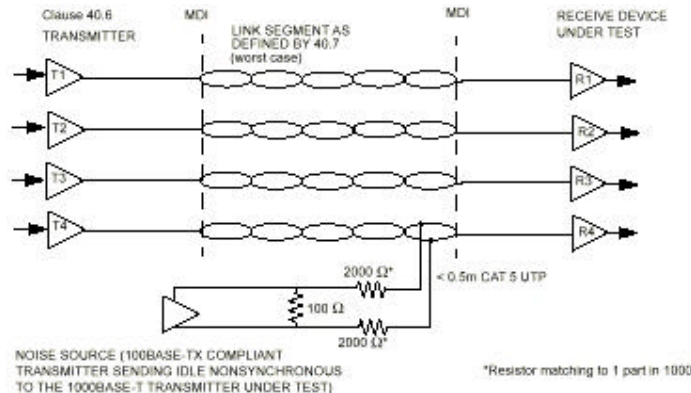 Clause 40.6
TRANSMITTER
MDI
LINK SEGMENT AS
DEFINED BY 40.7
(worst case)
MDI
RECEIVE DEVICE
UNDER TEST
T1
R1
T2
R2
T3
R3
T4
R4
2000 Ω*
< 0.5m CAT 5 UTP
100 Ω
2000 Ω*
NOISE SOURCE (100BASE-TX COMPLIANT
TRANSMITTER SENDING IDLE NONSYNCHRONOUS
TO THE 1000BASE-T TRANSMITTER UNDER TEST)
*Resistor matching to 1 part in 1000